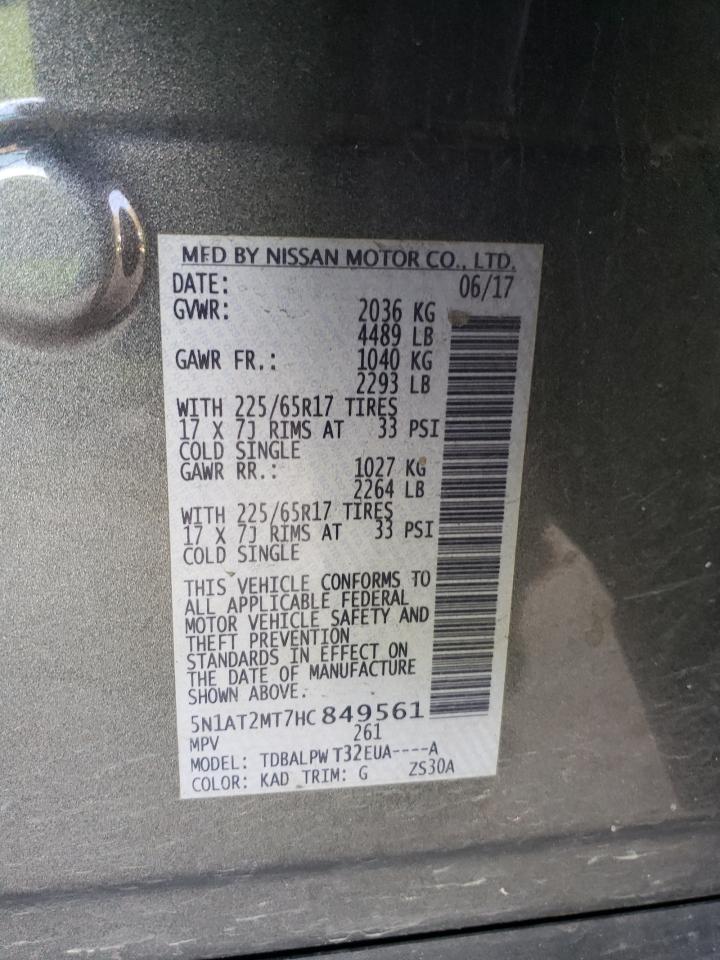 MFD BY NISSAN MOTOR CO., LTD.
DATE: 06/17
GVWR: 2036 KG
4489 LB
GAWR FR.: 1040 KG
2293 LB
WITH 225/65R17 TIRES
17 X 7J RIMS AT 33 PSI
COLD SINGLE
GAWR RR.: 1027 KG
2264 LB
WITH 225/65R17 TIRES
17 X 7J RIMS AT 33 PSI
COLD SINGLE
THIS VEHICLE CONFORMS TO
ALL APPLICABLE FEDERAL
MOTOR VEHICLE SAFETY AND
THEFT PREVENTION
STANDARDS IN EFFECT ON
THE DATE OF MANUFACTURE
SHOWN ABOVE.
5N1AT2MT7HC 849561
MPV 261
MODEL: TDBALPW T32EUA----A
COLOR: KAD TRIM: G ZS30A